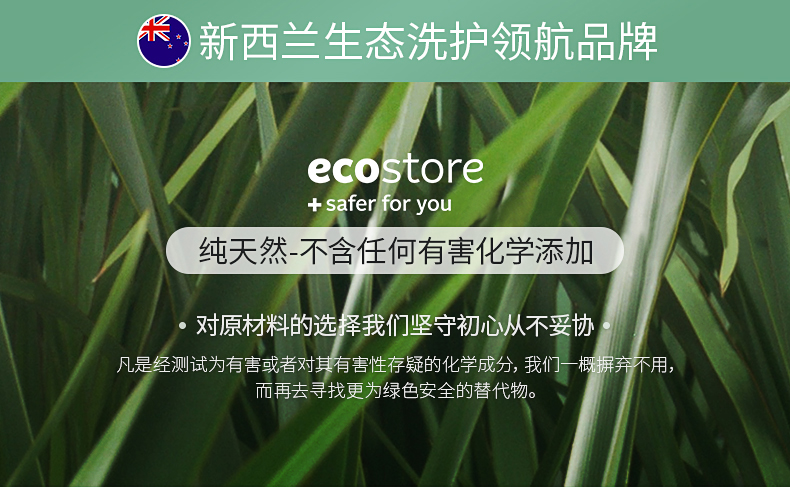 新西兰生态洗护领航品牌
ecostore
+safer for you
纯天然-不含任何有害化学添加
• 对原材料的选择我们坚守初心从不妥协 •
凡是经测试为有害或者对其有害性存疑的化学成分，我们一概摒弃不用，
而再去寻找更为绿色安全的替代物。